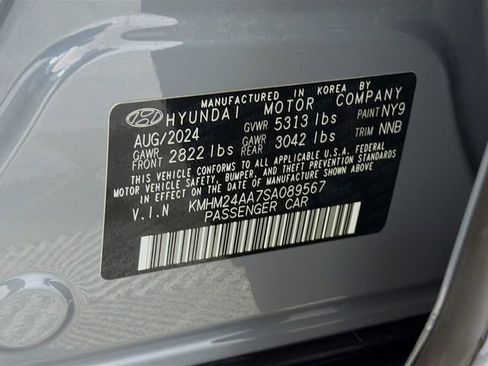 MANUFACTURED IN KOREA BY
HYUNDAI MOTOR COMPANY
AUG/2024 GVWR 5313 lbs PAINT NY9
GAWR FRONT 2822 lbs GAWR REAR 3042 lbs TRIM NNB
THIS VEHICLE CONFORMS TO ALL APPLICABLE U.S.A. FEDERAL
MOTOR VEHICLE SAFETY, BUMPER, AND THEFT PREVENTION STANDARDS
IN EFFECT ON THE DATE OF MANUFACTURE SHOWN ABOVE.
V.I.N KMHM24AA7SA089567
PASSENGER CAR